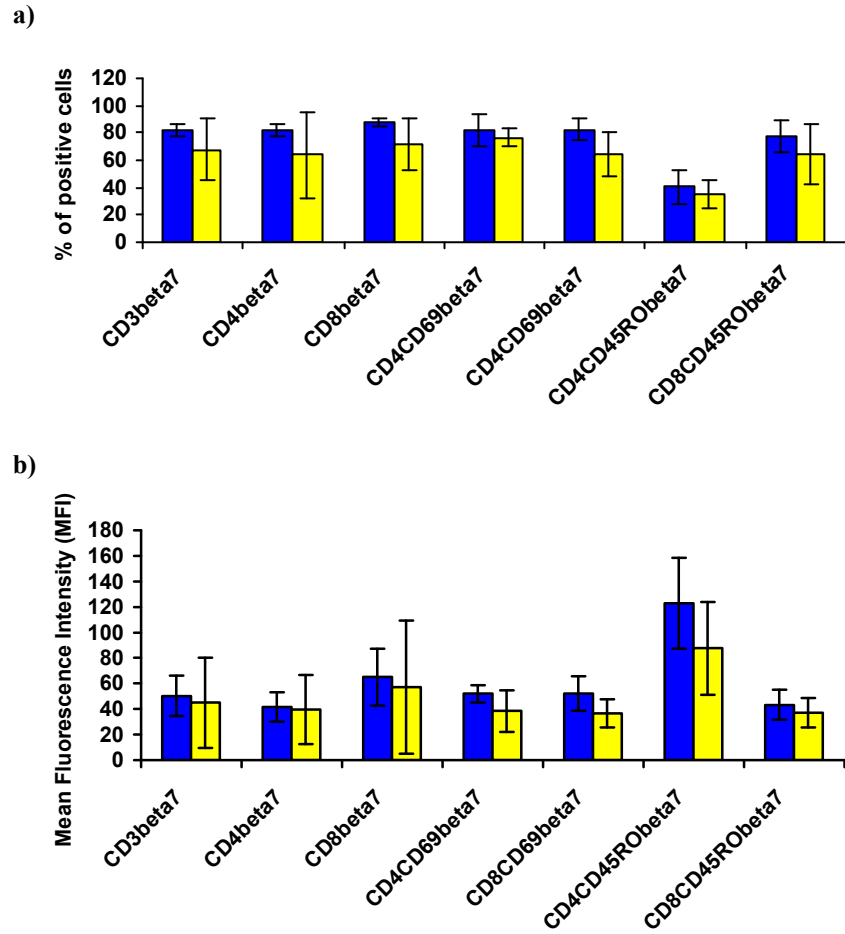 a)
% of positive cells
120
100
80
60
40
20
0
CD3beta7
CD4beta7
CD8beta7
CD4CD69beta7
CD4CD69beta7
CD4CD45RObeta7
CD8CD45RObeta7
b)
Mean Fluorescence Intensity (MFI)
180
160
140
120
100
80
60
40
20
0
CD3beta7
CD4beta7
CD8beta7
CD4CD69beta7
CD8CD69beta7
CD4CD45RObeta7
CD8CD45RObeta7